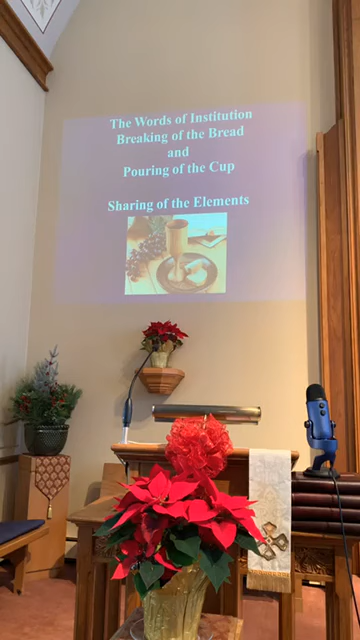 The Words of Institution
Breaking of the Bread
and
Pouring of the Cup
Sharing of the Elements